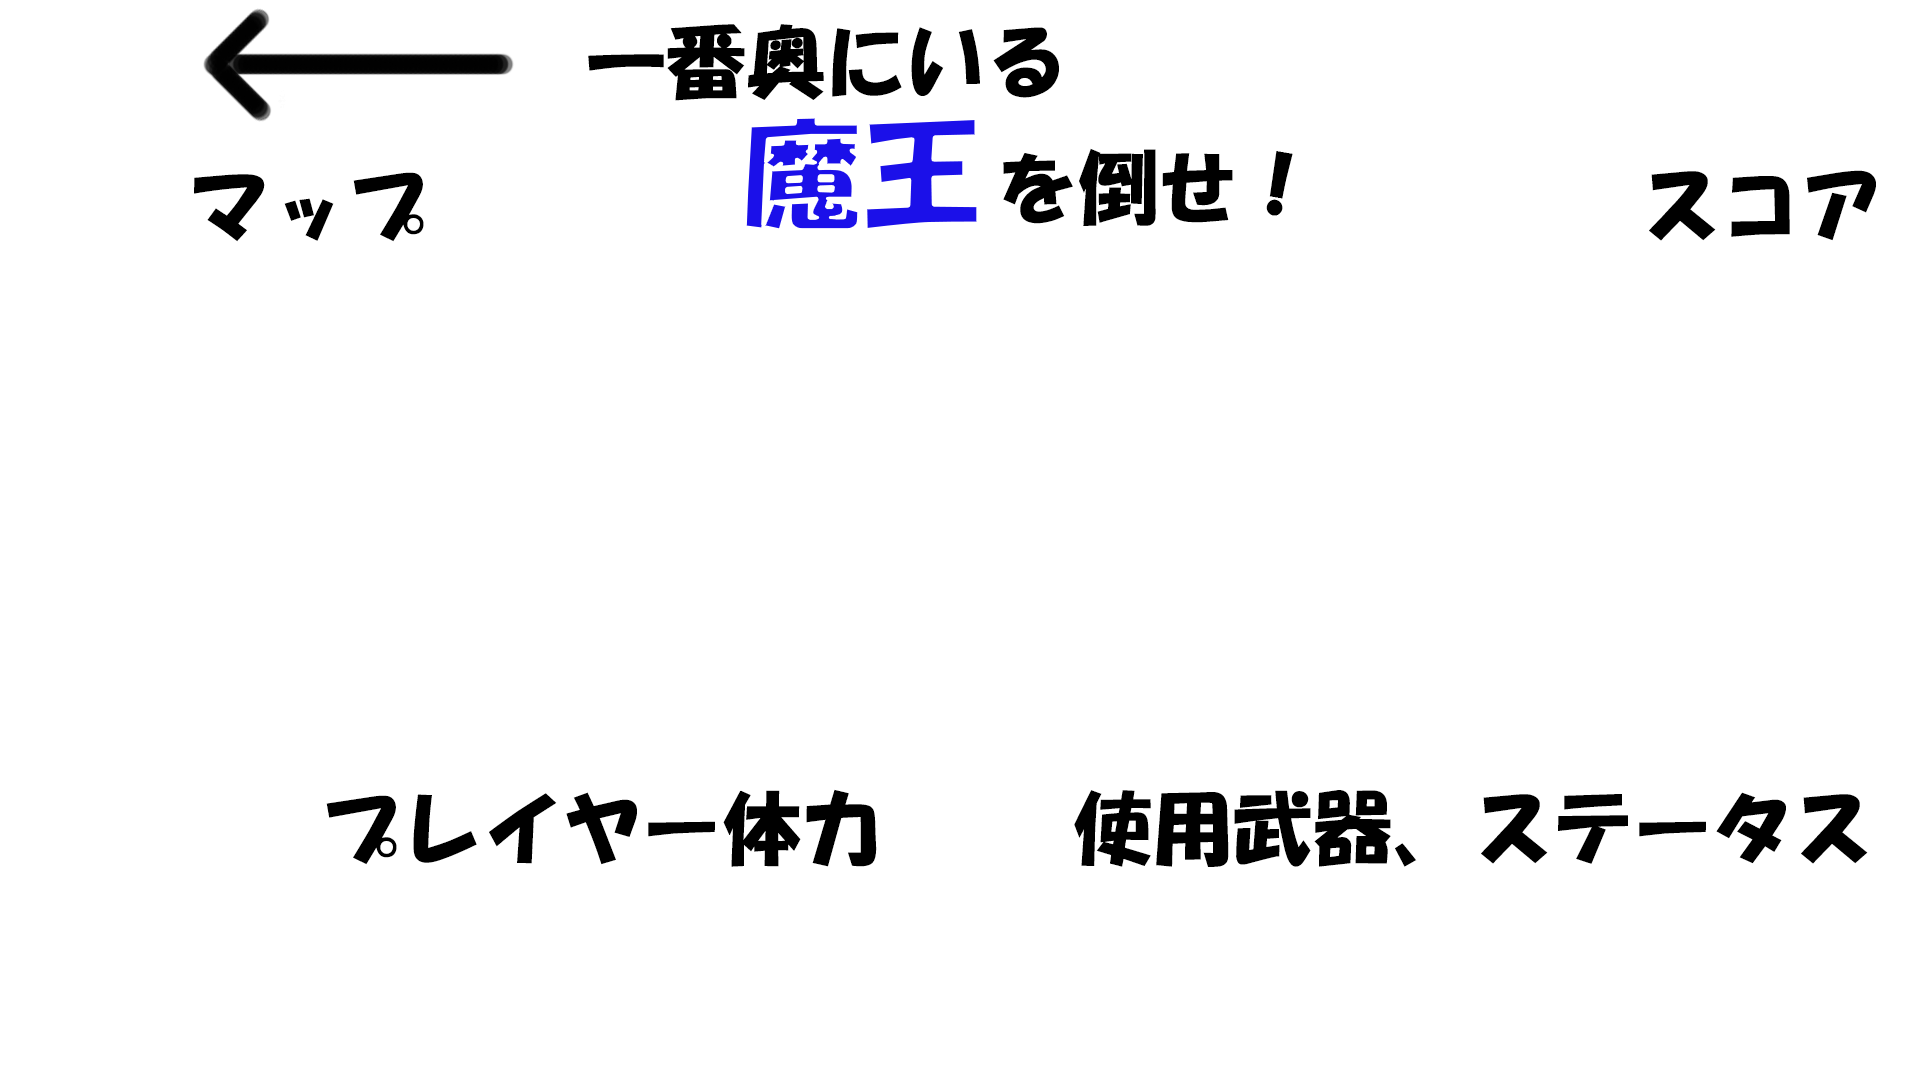 一番奥にいる
魔王を倒せ！
マップ
スコア
プレイヤー体力
使用武器、ステータス